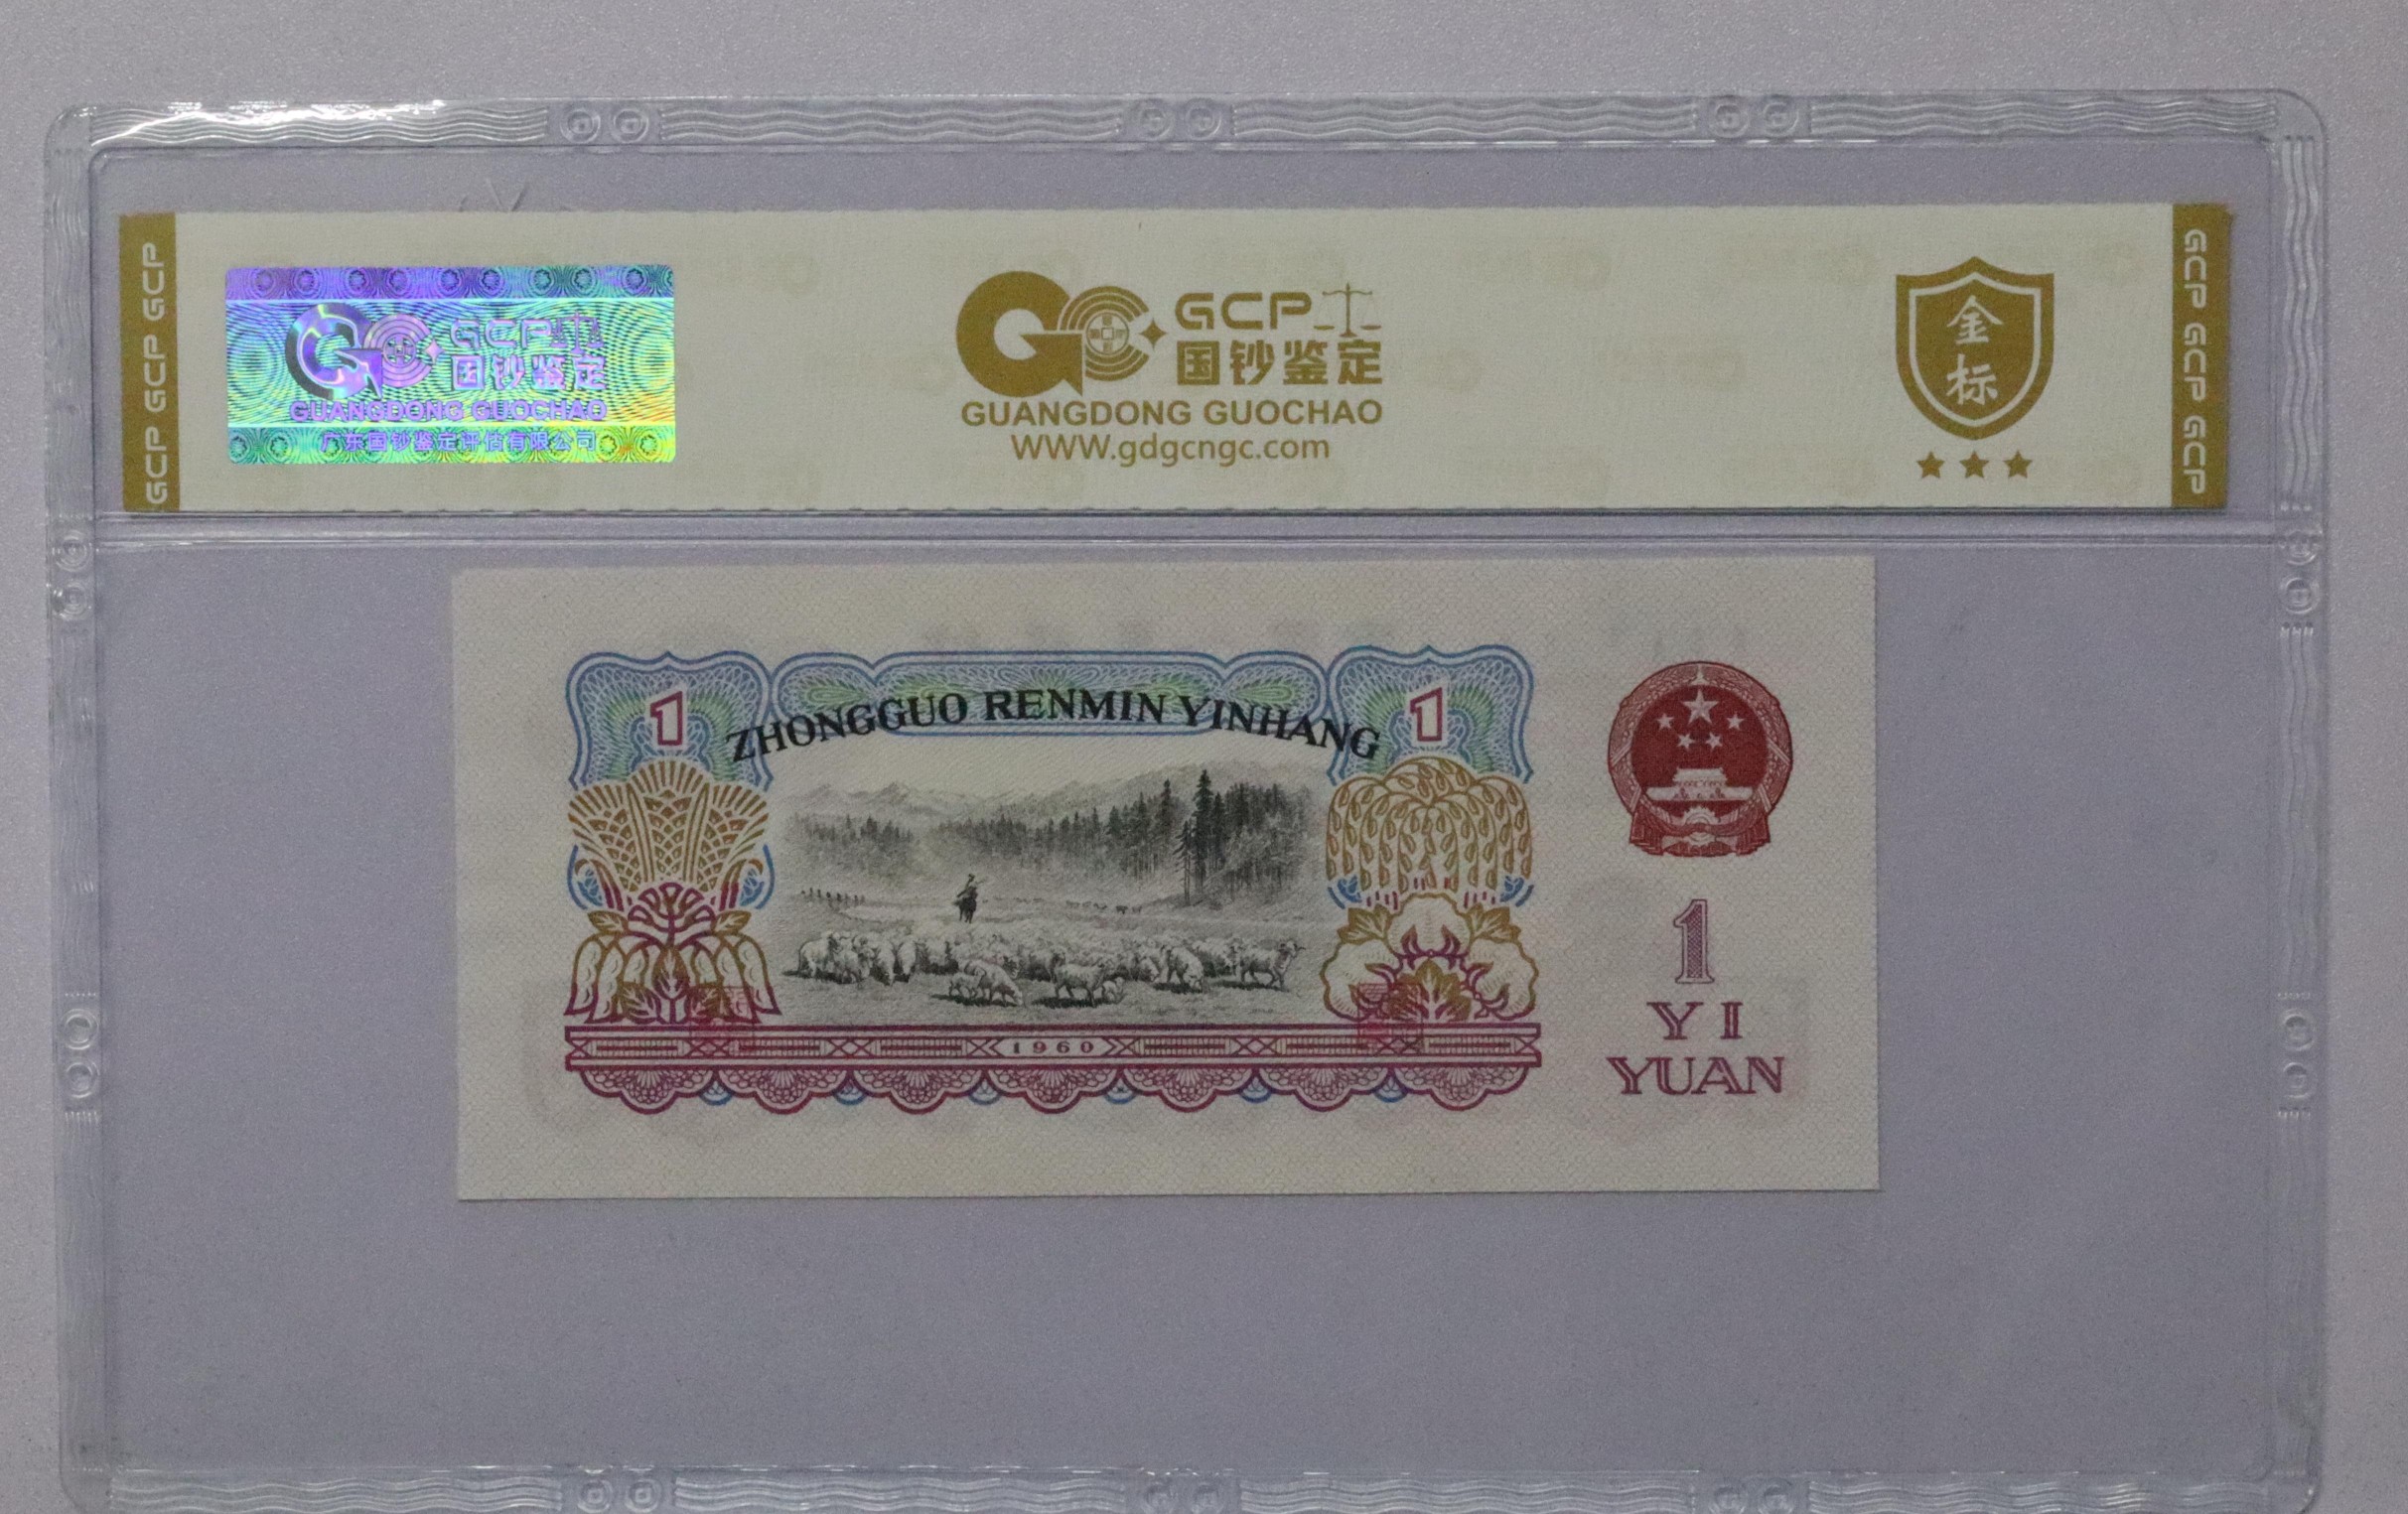 GCP GCP GCP
GCP
国钞鉴定
GUANGDONG GUOCHAO
广东国钞鉴定评估有限公司
GCP
国钞鉴定
GUANGDONG GUOCHAO
WWW.gdgcngc.com
金
标
GCP GCP GCP
1
ZHONGGUO RENMIN YINHANG
1
1960
1
YI
YUAN